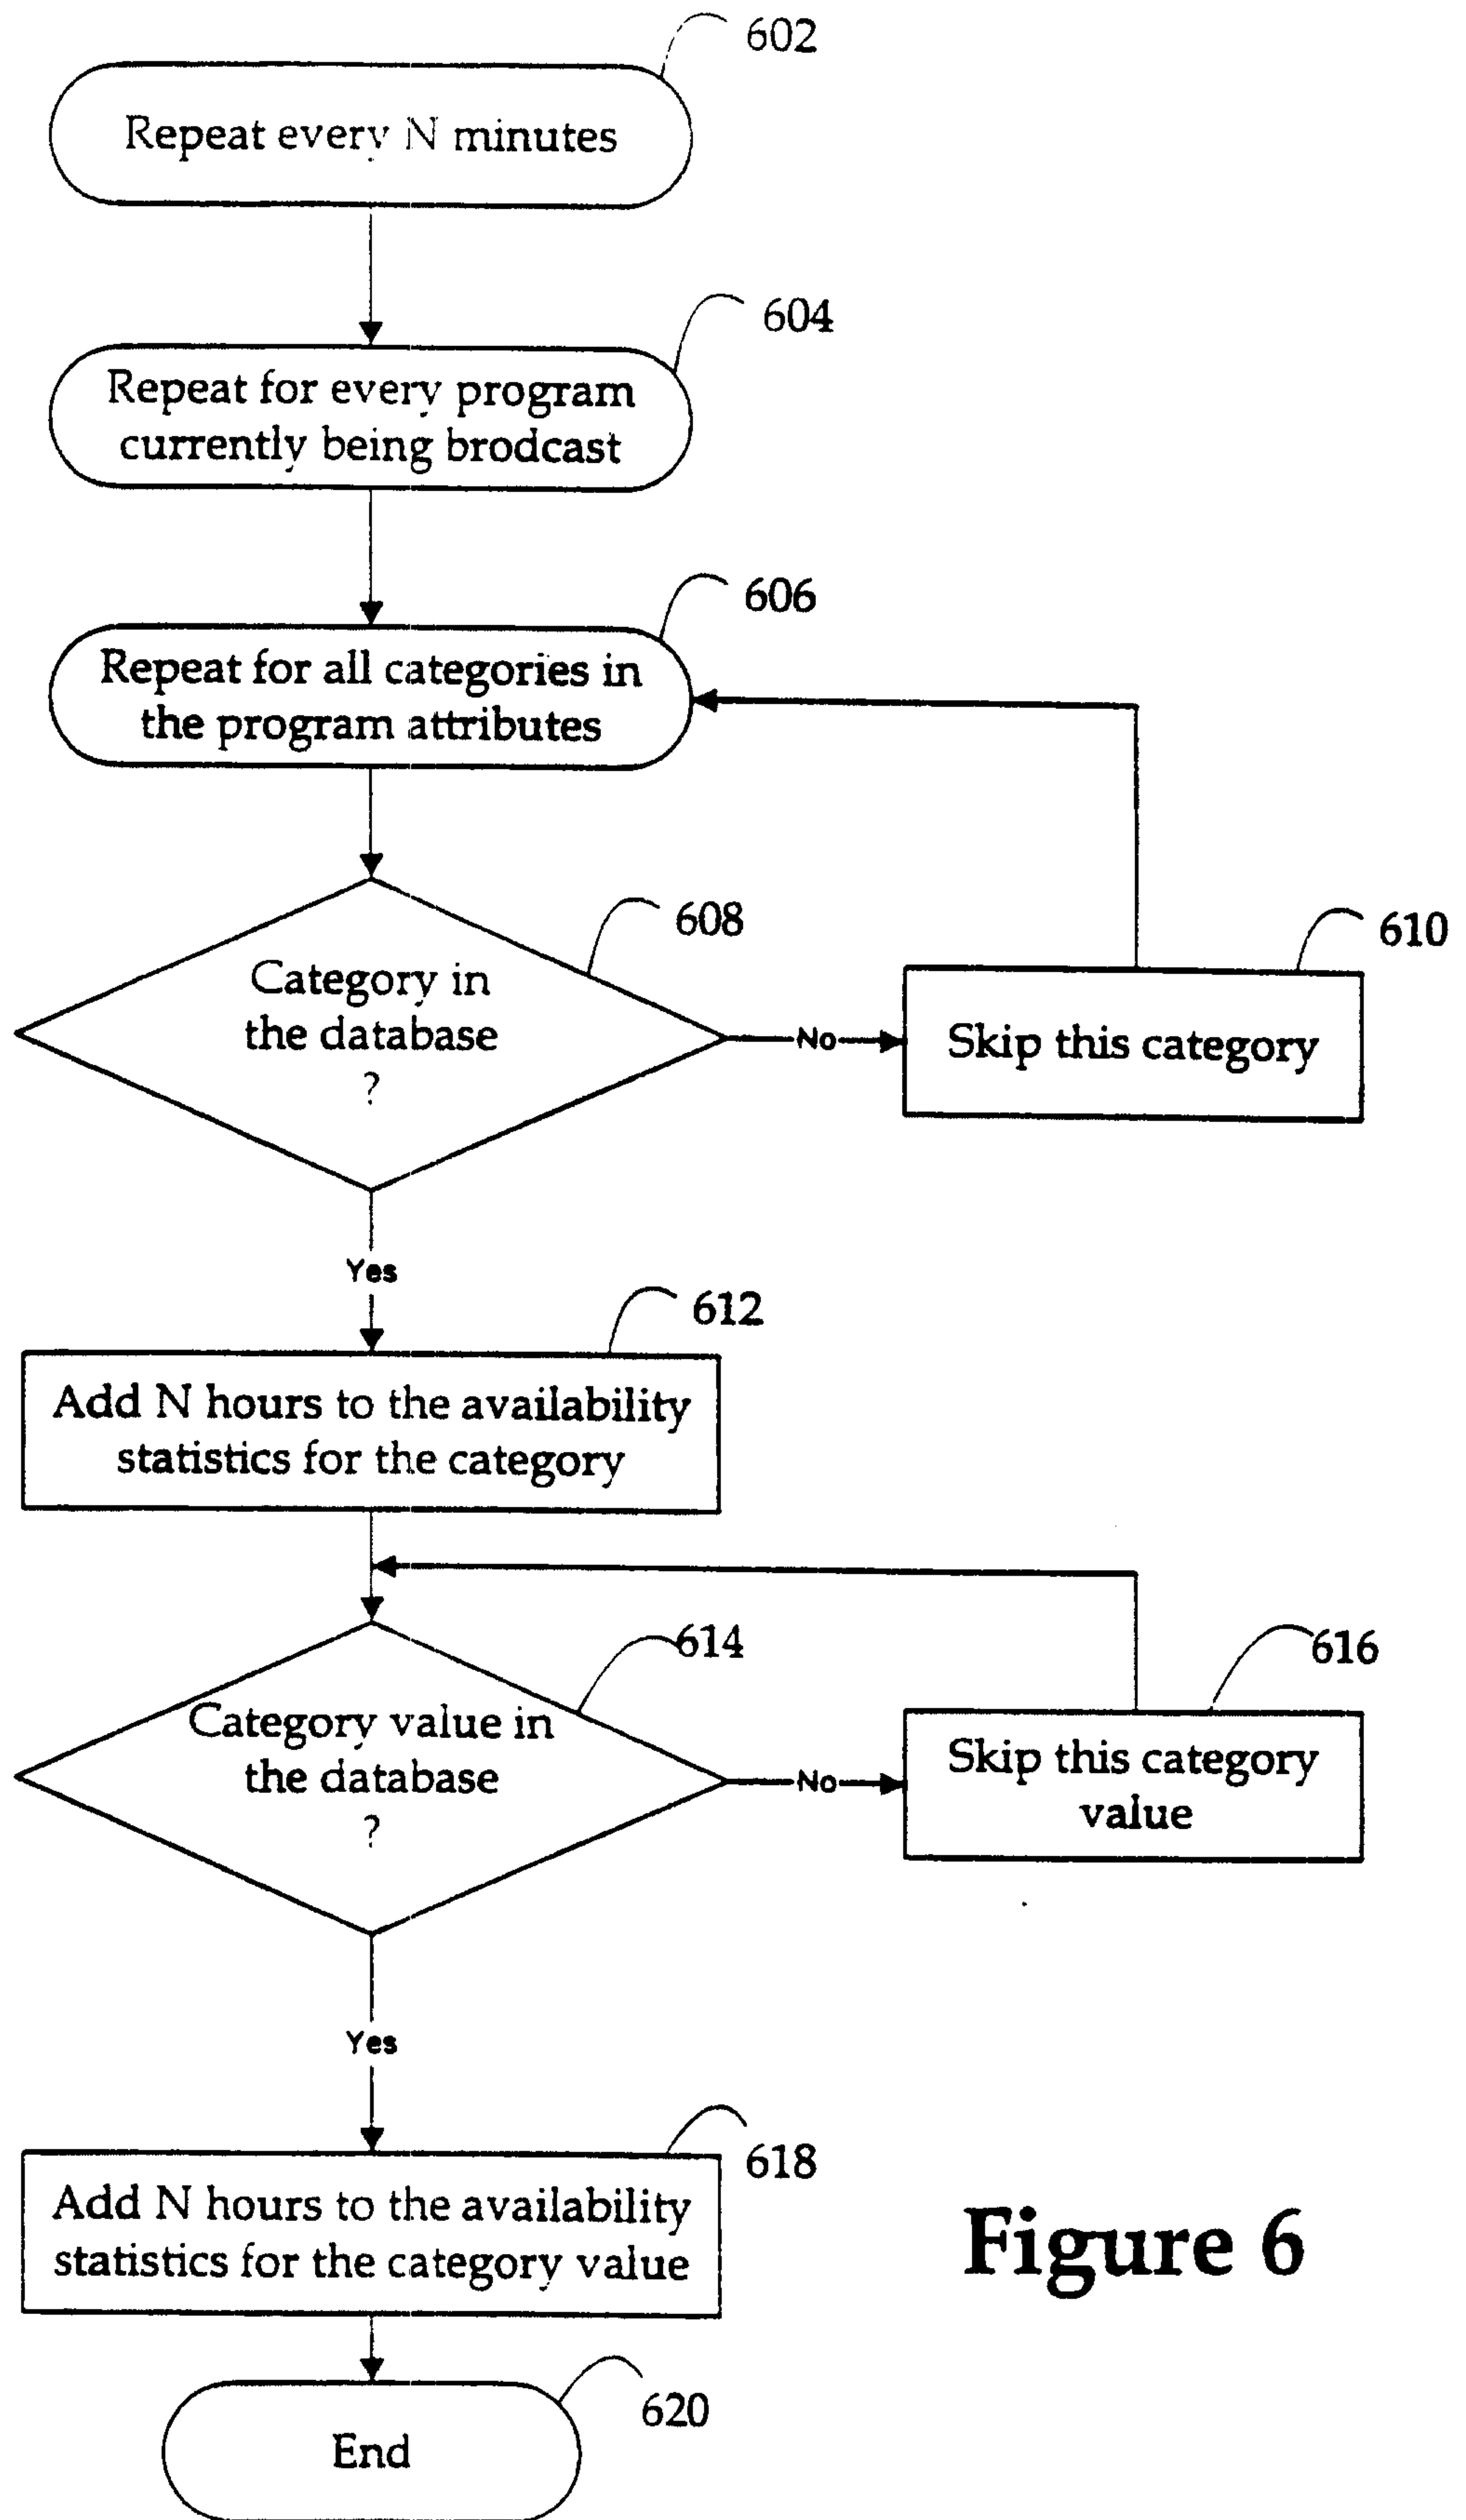 602
Repeat every N minutes
604
Repeat for every program
currently being brodcast
606
Repeat for all categories in
the program attributes
608
Category in
the database
?
No
610
Skip this category
Yes
612
Add N hours to the availability
statistics for the category
614
Category value in
the database
?
No
616
Skip this category
value
Yes
618
Add N hours to the availability
statistics for the category value
Figure 6
620
End